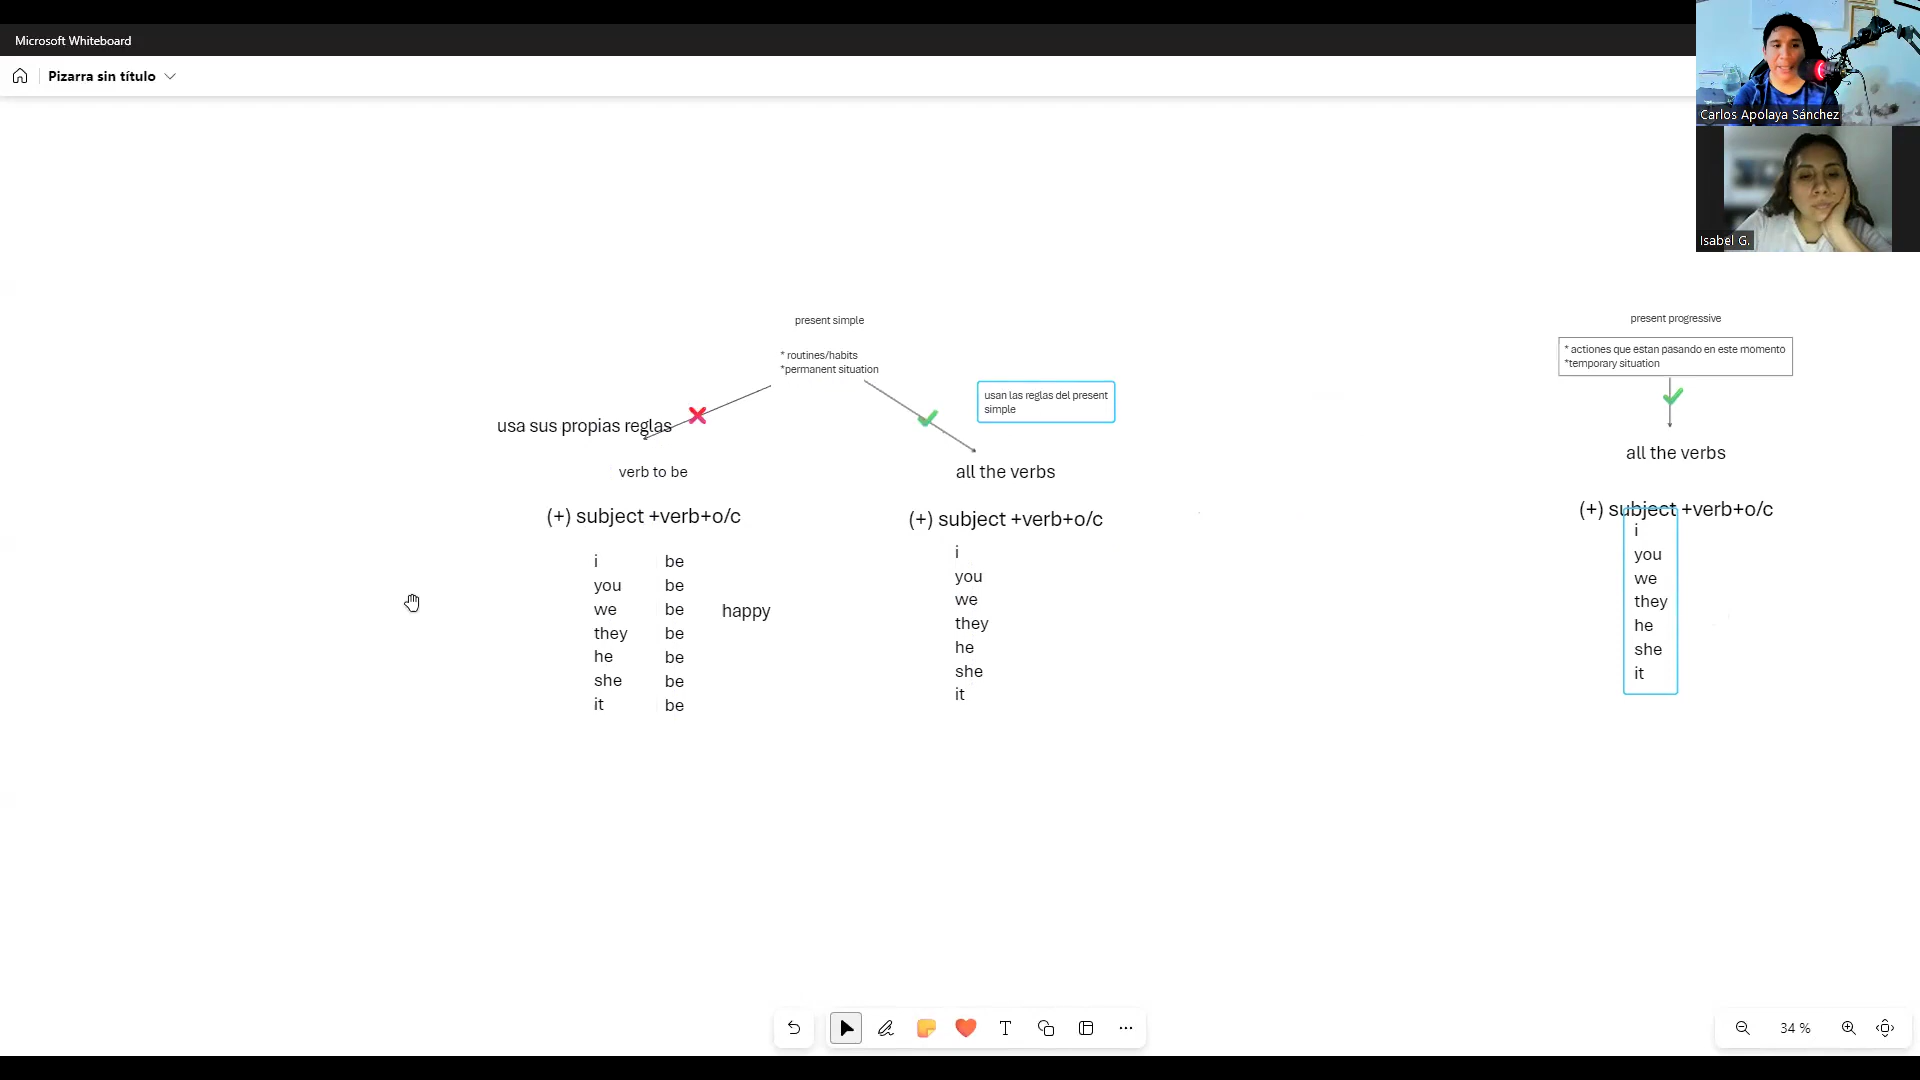 Microsoft Whiteboard
Pizarra sin título
Carlos Apolaya Sánchez
Isabel G.
present simple
* routines/habits
*permanent situation
usan las reglas del present
simple
usa sus propias reglas
verb to be
(+) subject +verb+o/c
i be
you be
we be
they be
he be
she be
it be
happy
all the verbs
(+) subject +verb+o/c
i
you
we
they
he
she
it
present progressive
* actiones que estan pasando en este momento
*temporary situation
all the verbs
(+) subject +verb+o/c
i
you
we
they
he
she
it
34 %